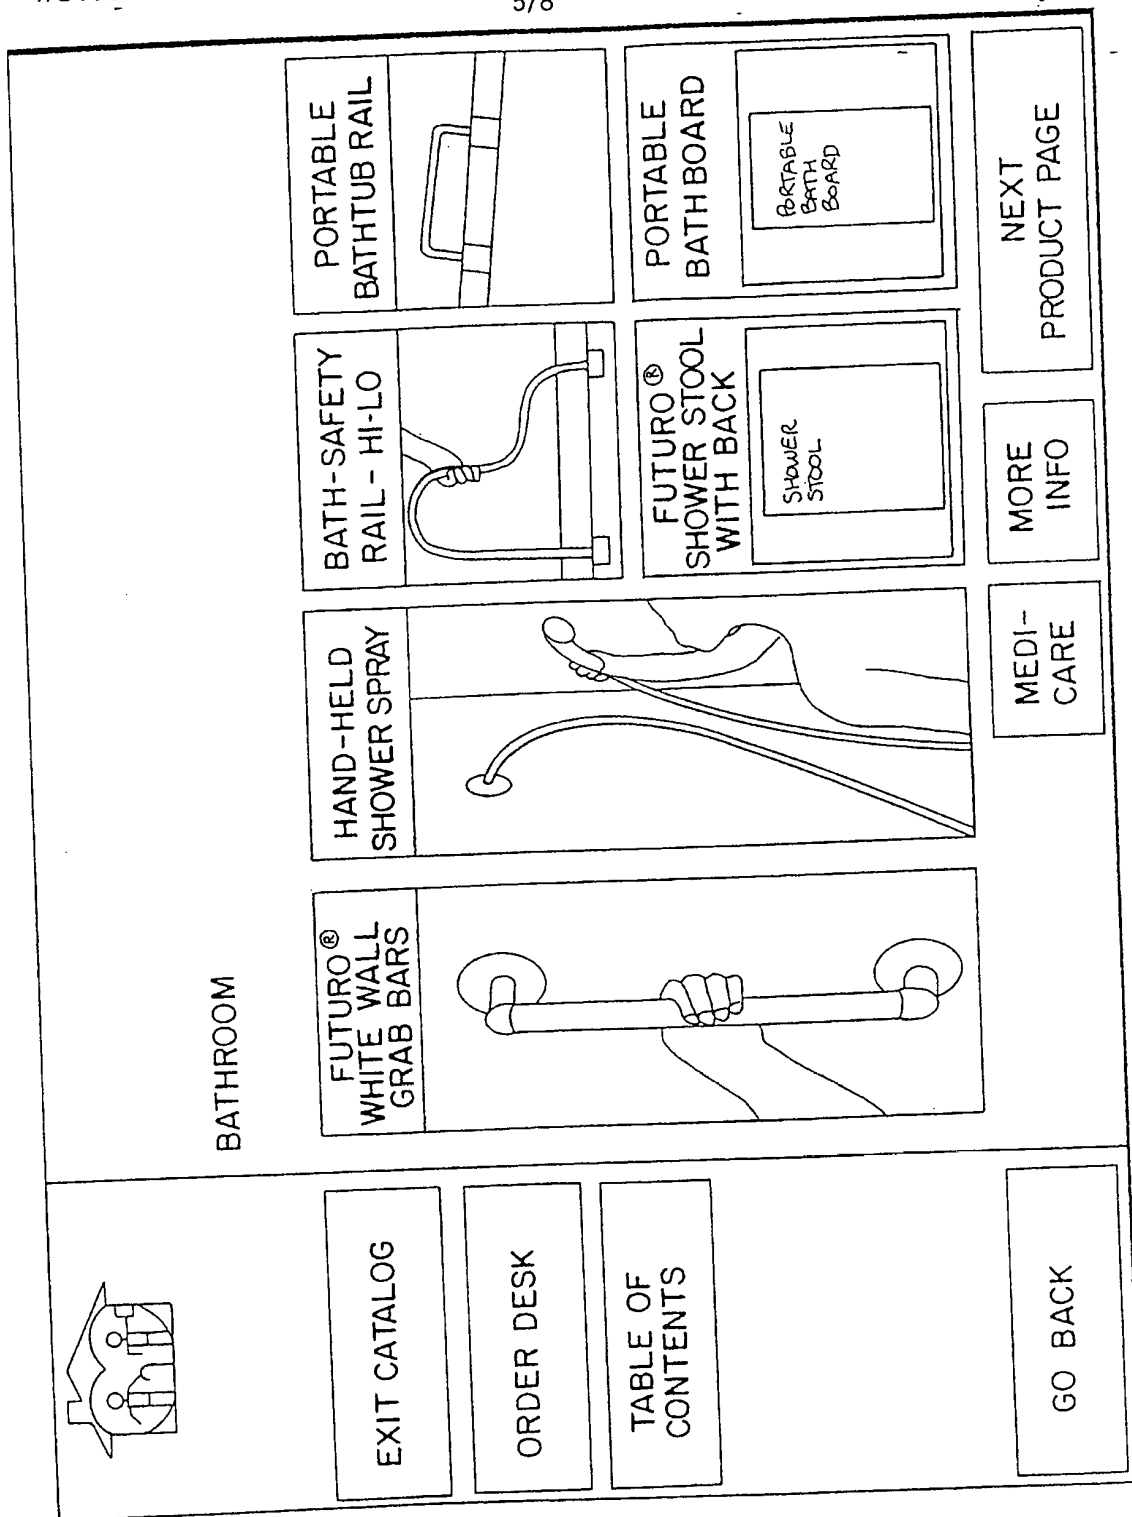 5/8
BATHROOM
EXIT CATALOG
ORDER DESK
TABLE OF
CONTENTS
GO BACK
FUTURO®
WHITE WALL
GRAB BARS
HAND-HELD
SHOWER SPRAY
BATH-SAFETY
RAIL - HI-LO
PORTABLE
BATHTUB RAIL
FUTURO®
SHOWER STOOL
WITH BACK
SHOWER
STOOL
PORTABLE
BATH BOARD
PORTABLE
BATH
BOARD
MEDI-
CARE
MORE
INFO
NEXT
PRODUCT PAGE